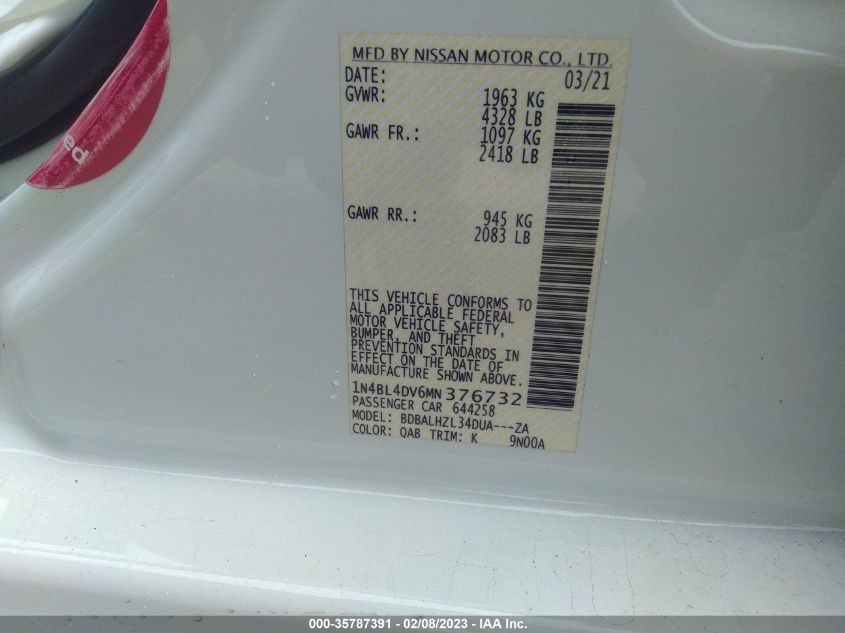 MFD BY NISSAN MOTOR CO., LTD.
DATE: 03/21
GVWR: 1963 KG
4328 LB
GAWR FR.: 1097 KG
2418 LB
GAWR RR.: 945 KG
2083 LB
THIS VEHICLE CONFORMS TO
ALL APPLICABLE FEDERAL
MOTOR VEHICLE SAFETY,
BUMPER, AND THEFT
PREVENTION STANDARDS IN
EFFECT ON THE DATE OF
MANUFACTURE SHOWN ABOVE.
1N4BL4DV6MN376732
PASSENGER CAR 644258
MODEL: BDBALHZL34DUA---ZA
COLOR: QAB TRIM: K 9N00A
ed
000-35787391 - 02/08/2023 - IAA Inc.